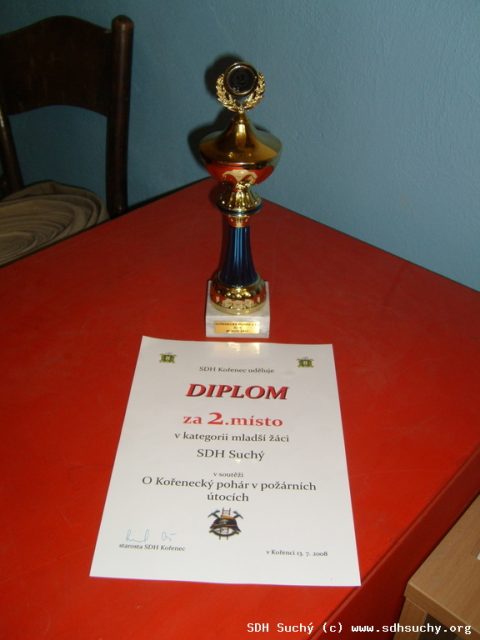 SDH Kořenec uděluje
DIPLOM
za 2.místo
v kategorii mladší žáci
SDH Suchý
v soutěži
O Kořenecký pohár v požárních
útocích
starosta SDH Kořenec
v Kořenci 13. 7. 2008
SDH Suchý (c) www.sdhsuchy.org